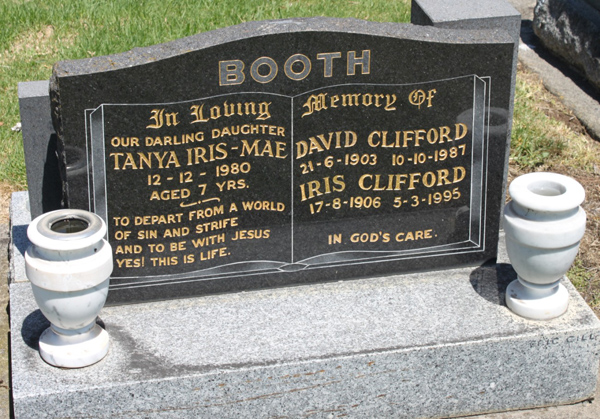 BOOTH
In Loving
OUR DARLING DAUGHTER
TANYA IRIS-MAE
12-12-1980
AGED 7 YRS.
TO DEPART FROM A WORLD
OF SIN AND STRIFE
AND TO BE WITH JESUS
YES! THIS IS LIFE.
Memory Of
DAVID CLIFFORD
21-6-1903 10-10-1987
IRIS CLIFFORD
17-8-1906 5-3-1995
IN GOD'S CARE.